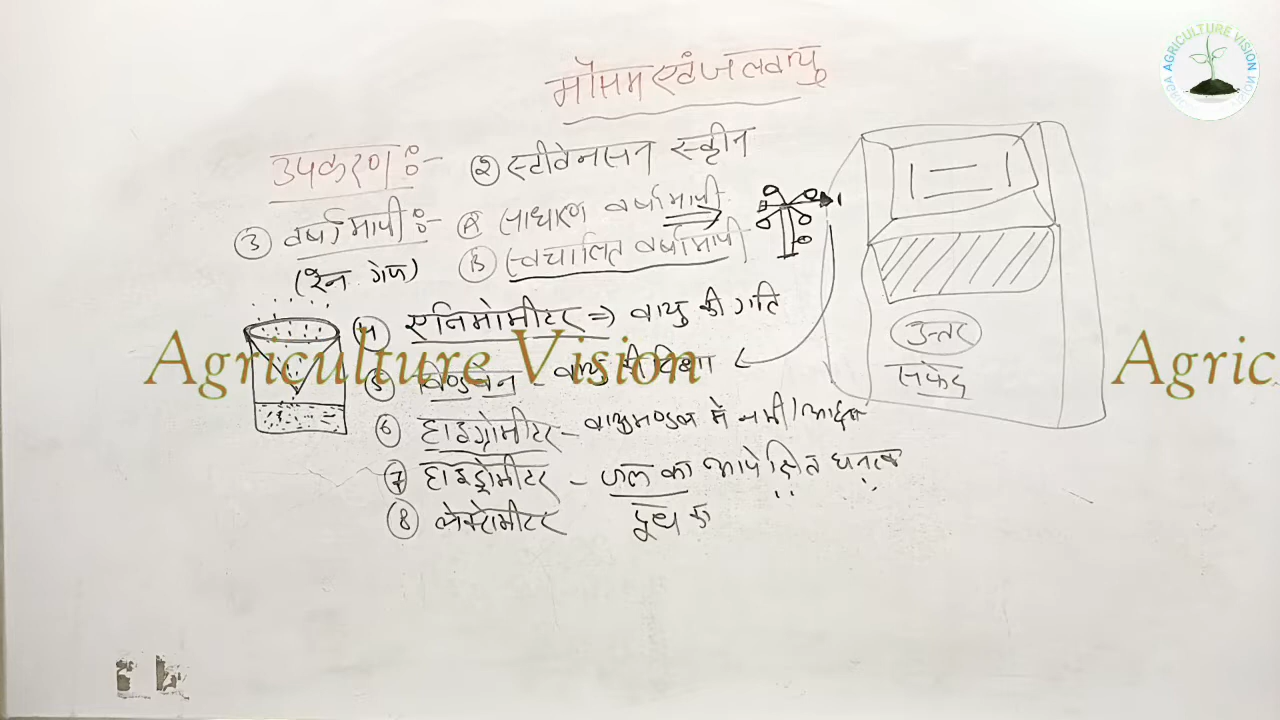 मौसम एवं जलवायु
उपकरण :-
② स्टीवेनसन स्क्रीन
③ वर्षामापी :- Ⓐ साधारण वर्षामापी
(रेन गेज) Ⓑ स्वचालित वर्षामापी
④ एनिमोमीटर => वायु की गति
⑤ विण्डवेन - वायु की दिशा
⑥ हाइग्रोमीटर - वायुमण्डल में नमी/आर्द्रता
⑦ हाइड्रोमीटर - जल का आपेक्षित घनत्व
⑧ लेक्टोमीटर दूध का
उत्तर
सफेद
Agriculture Vision
Agric
AGRICULTURE VISION